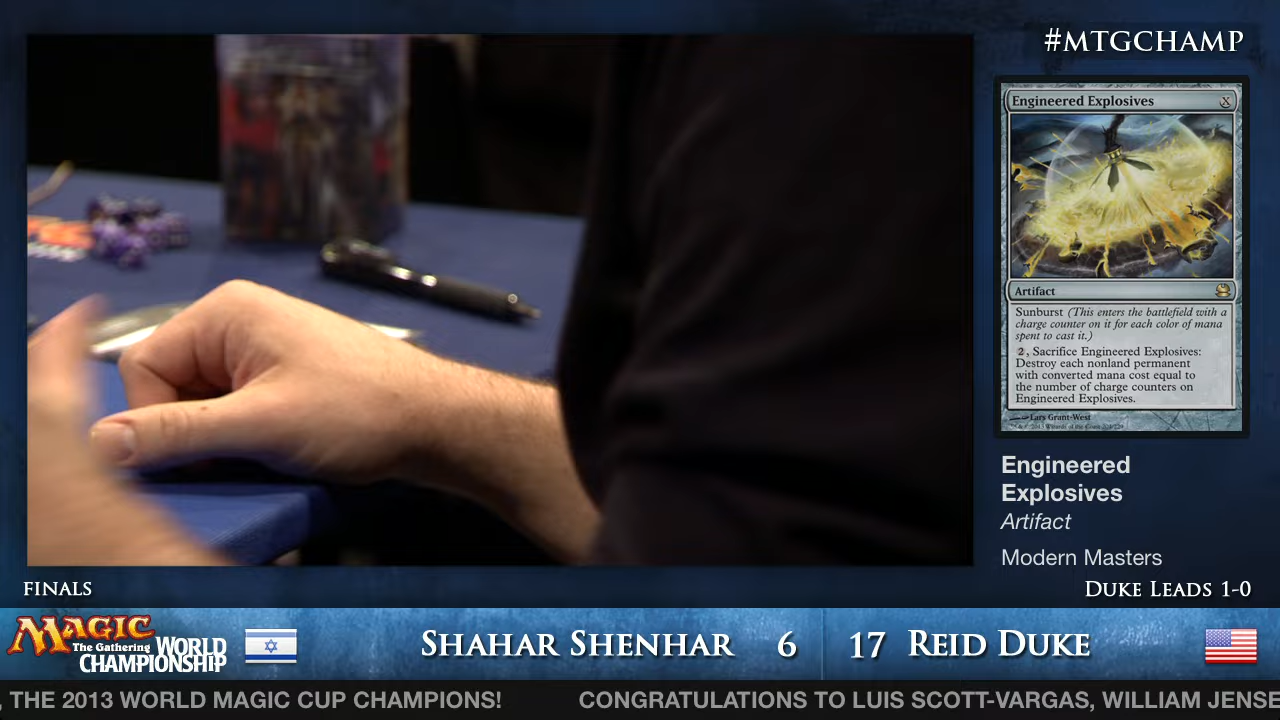 #MTGCHAMP
Engineered Explosives X
Artifact
Sunburst (This enters the battlefield with a
charge counter on it for each color of mana
spent to cast it.)
2, Sacrifice Engineered Explosives:
Destroy each nonland permanent
with converted mana cost equal to
the number of charge counters on
Engineered Explosives.
Lars Grant-West
Engineered
Explosives
Artifact
Modern Masters
FINALS
DUKE LEADS 1-0
MAGIC
The Gathering
WORLD
CHAMPIONSHIP
SHAHAR SHENHAR 6 17 REID DUKE
, THE 2013 WORLD MAGIC CUP CHAMPIONS! CONGRATULATIONS TO LUIS SCOTT-VARGAS, WILLIAM JENSE